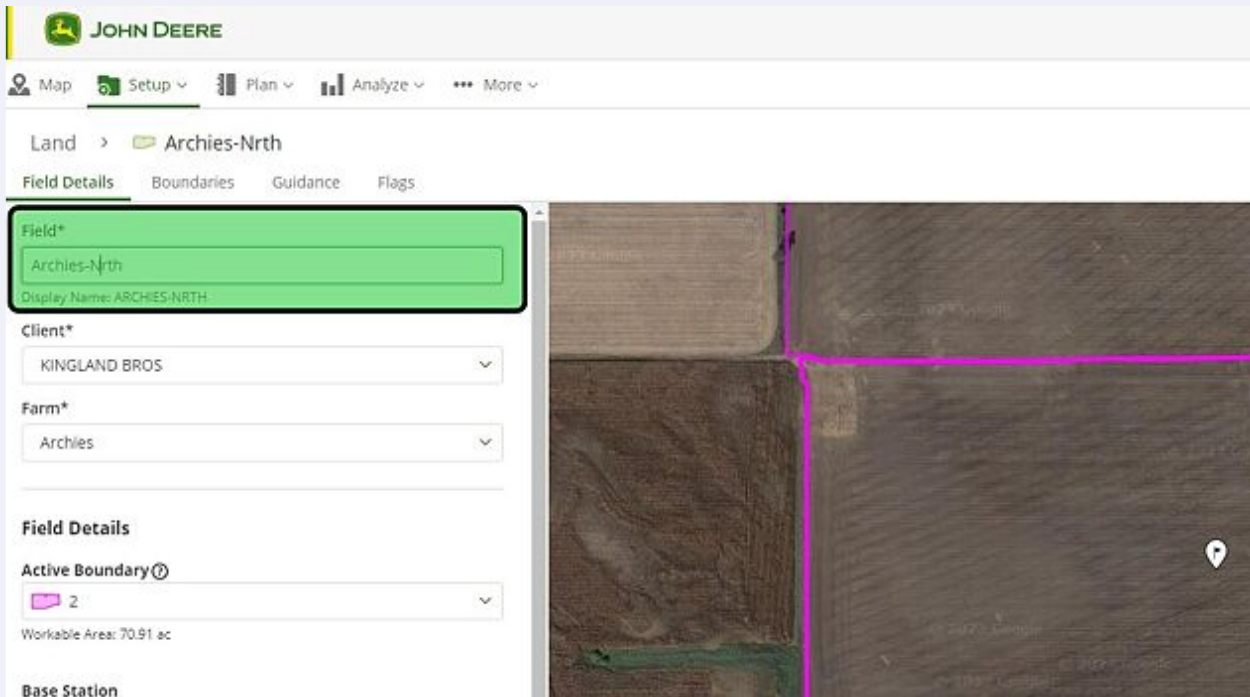 JOHN DEERE
Map Setup Plan Analyze ••• More
Land > Archies-Nrth
Field Details Boundaries Guidance Flags
Field*
Archies-Nrth
Display Name: ARCHIES-NRTH
Client*
KINGLAND BROS
Farm*
Archies
Field Details
Active Boundary
2
Workable Area: 70.91 ac
Base Station